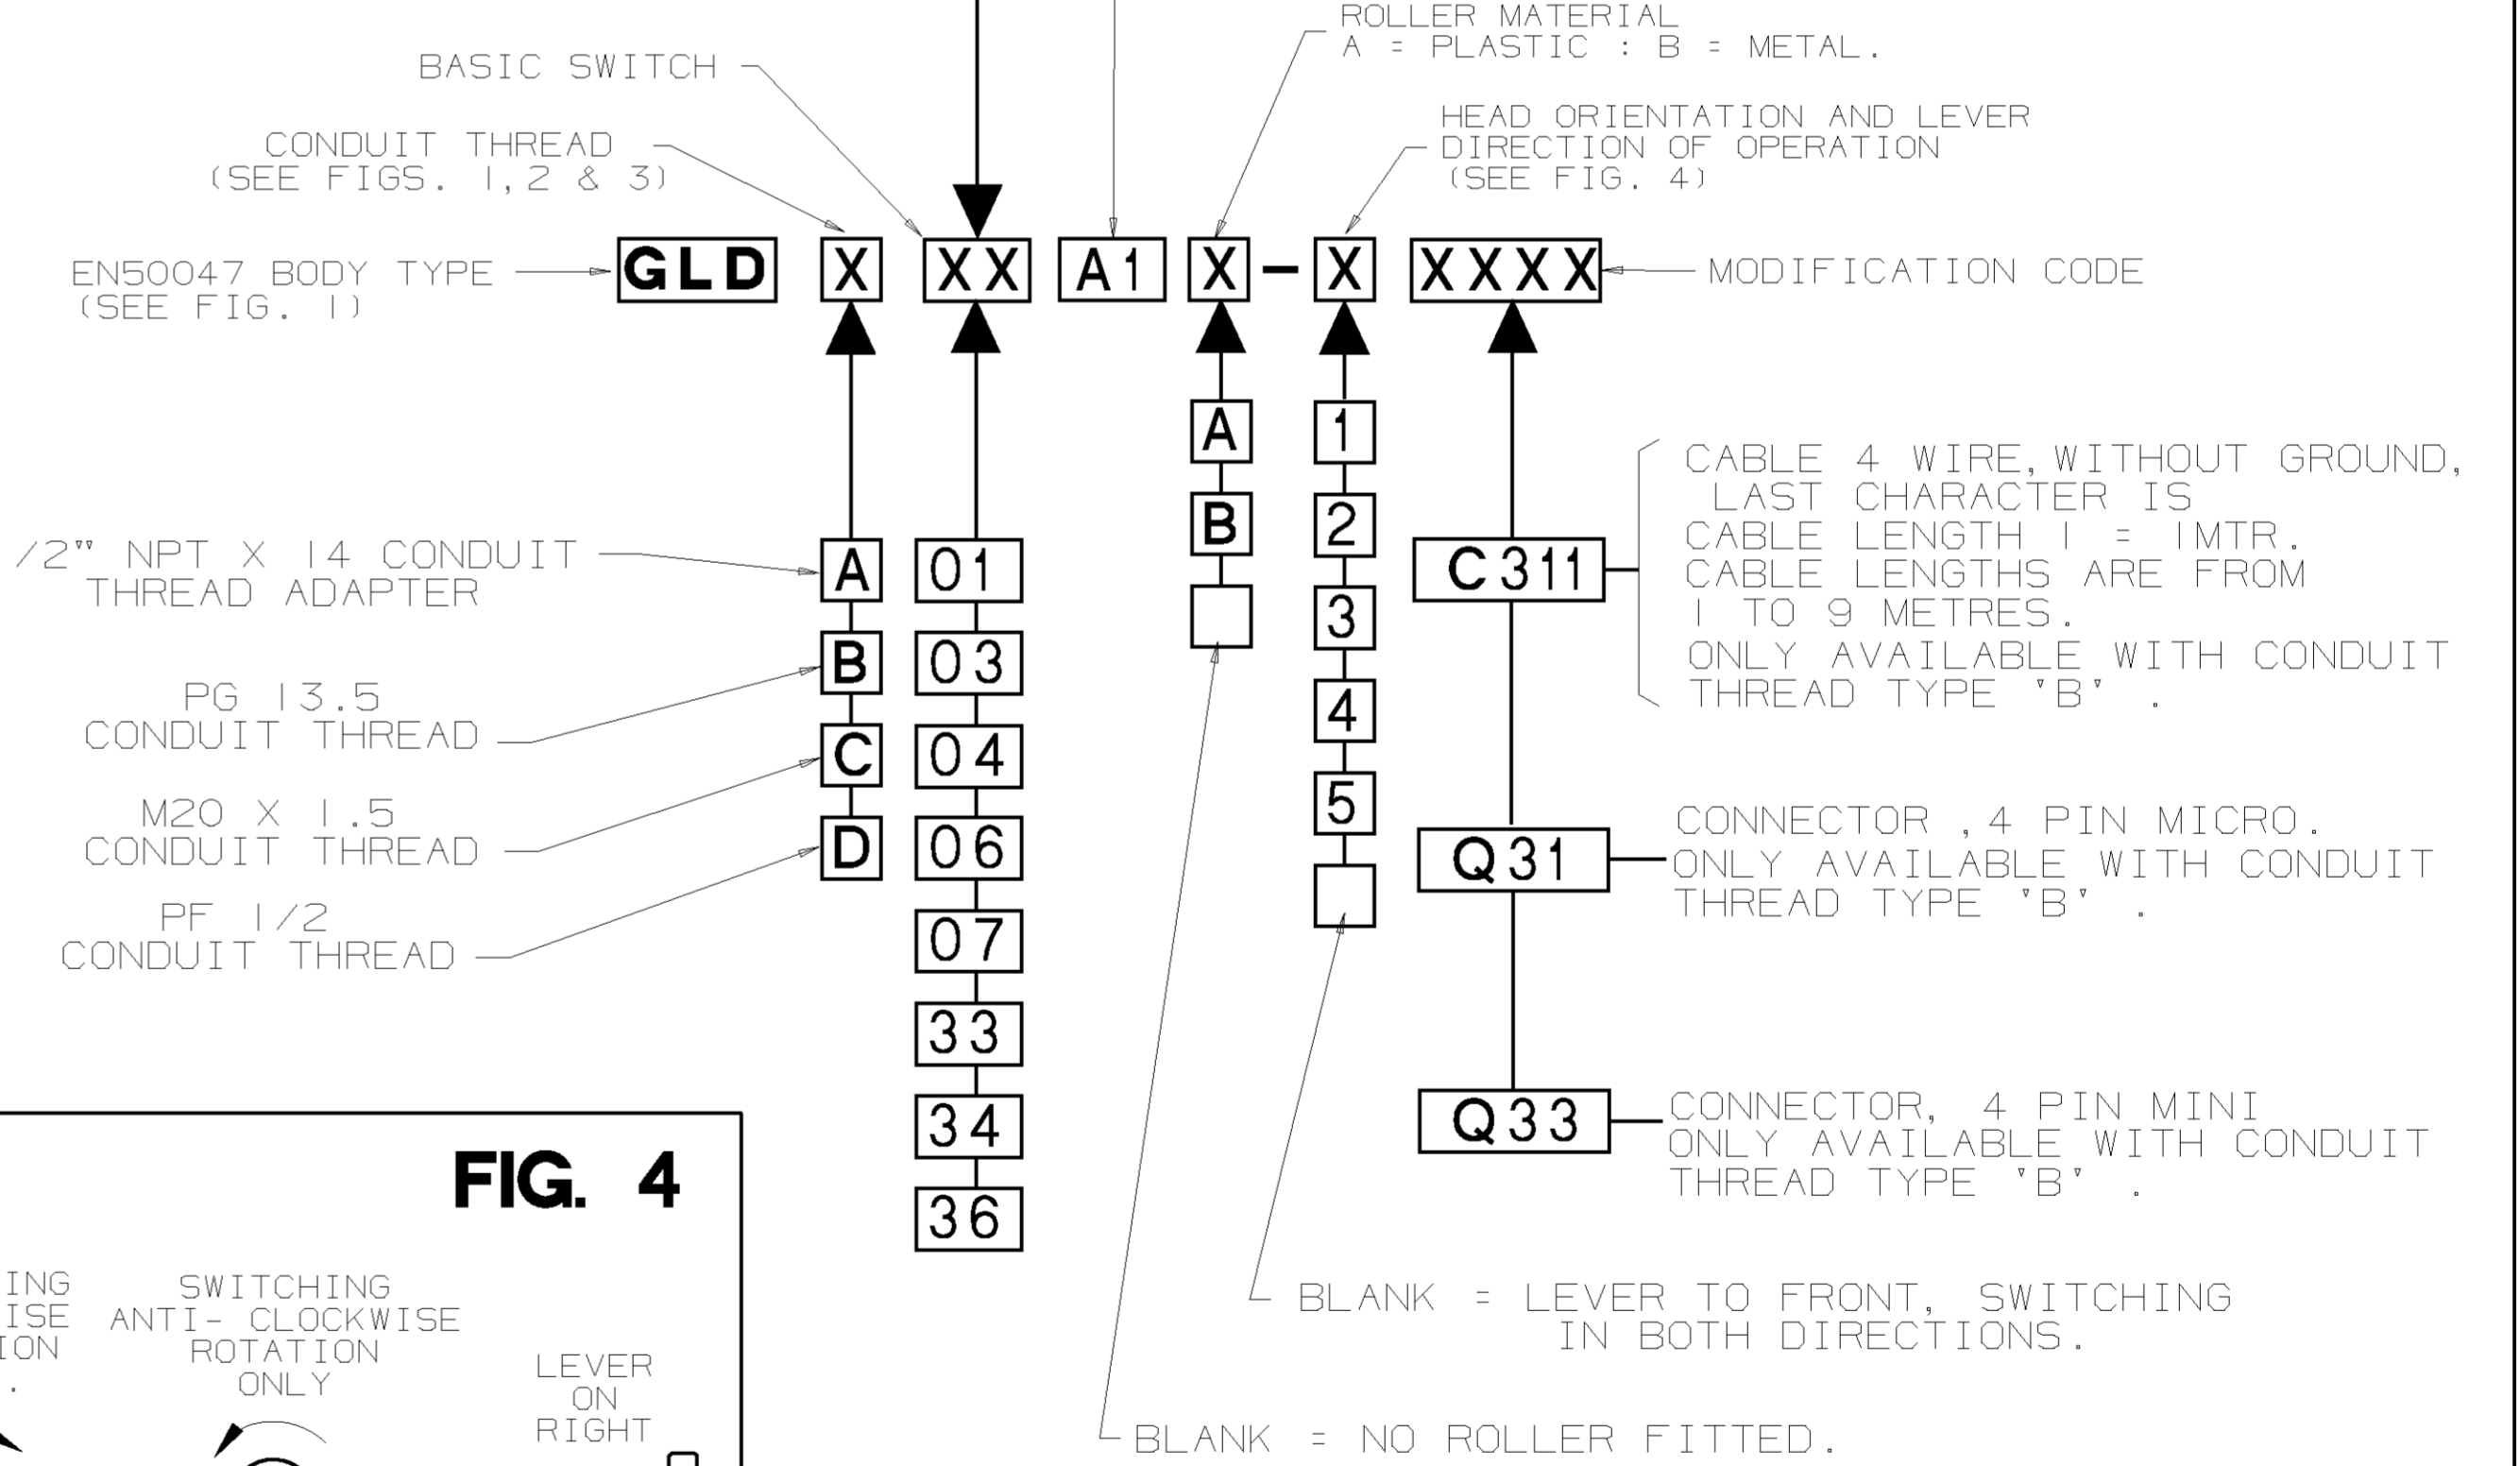 ROLLER MATERIAL
A = PLASTIC : B = METAL.
BASIC SWITCH
HEAD ORIENTATION AND LEVER
DIRECTION OF OPERATION
(SEE FIG. 4)
CONDUIT THREAD
(SEE FIGS. 1,2 & 3)
EN50047 BODY TYPE
(SEE FIG. 1)
GLD X XX A1 X - X XXXX
MODIFICATION CODE
/2" NPT X 14 CONDUIT
THREAD ADAPTER
PG 13.5
CONDUIT THREAD
M20 X 1.5
CONDUIT THREAD
PF 1/2
CONDUIT THREAD
A
B
C
D
01
03
04
06
07
33
34
36
A
B
1
2
3
4
5
C311
CABLE 4 WIRE, WITHOUT GROUND,
LAST CHARACTER IS
CABLE LENGTH 1 = 1MTR.
CABLE LENGTHS ARE FROM
1 TO 9 METRES.
ONLY AVAILABLE WITH CONDUIT
THREAD TYPE 'B' .
Q31
CONNECTOR ,4 PIN MICRO.
ONLY AVAILABLE WITH CONDUIT
THREAD TYPE 'B' .
Q33
CONNECTOR, 4 PIN MINI
ONLY AVAILABLE WITH CONDUIT
THREAD TYPE 'B' .
BLANK = LEVER TO FRONT, SWITCHING
IN BOTH DIRECTIONS.
BLANK = NO ROLLER FITTED.
FIG. 4
ING
ISE
ION
.
SWITCHING
ANTI- CLOCKWISE
ROTATION
ONLY
LEVER
ON
RIGHT